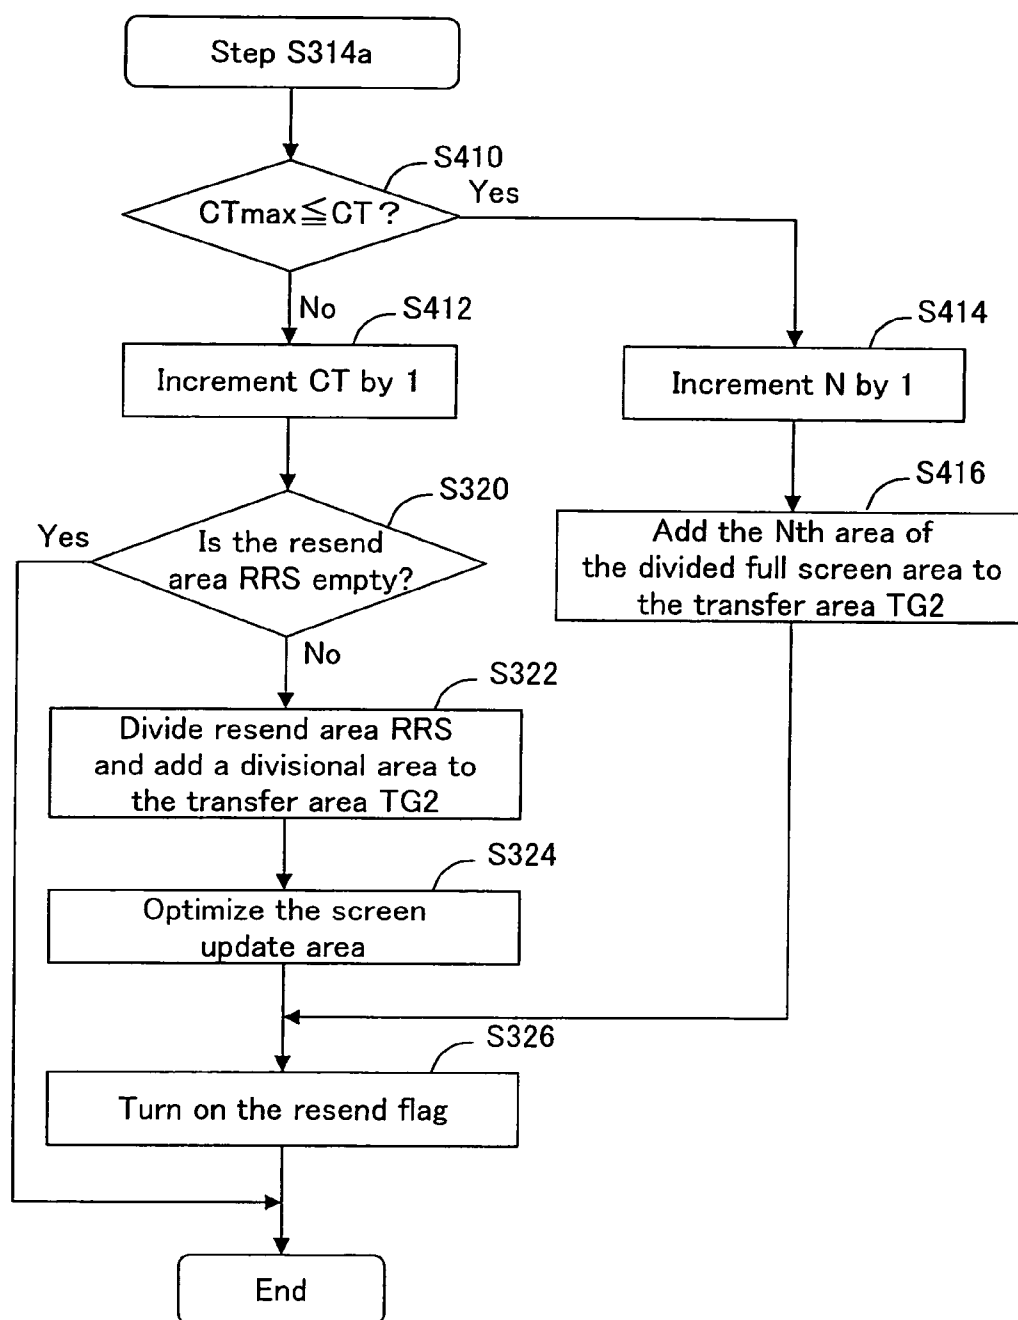 Step S314a
S410
CTmax≦CT?
Yes
No
S412
Increment CT by 1
S414
Increment N by 1
S320
Yes
Is the resend
area RRS empty?
No
S416
Add the Nth area of
the divided full screen area to
the transfer area TG2
S322
Divide resend area RRS
and add a divisional area to
the transfer area TG2
S324
Optimize the screen
update area
S326
Turn on the resend flag
End